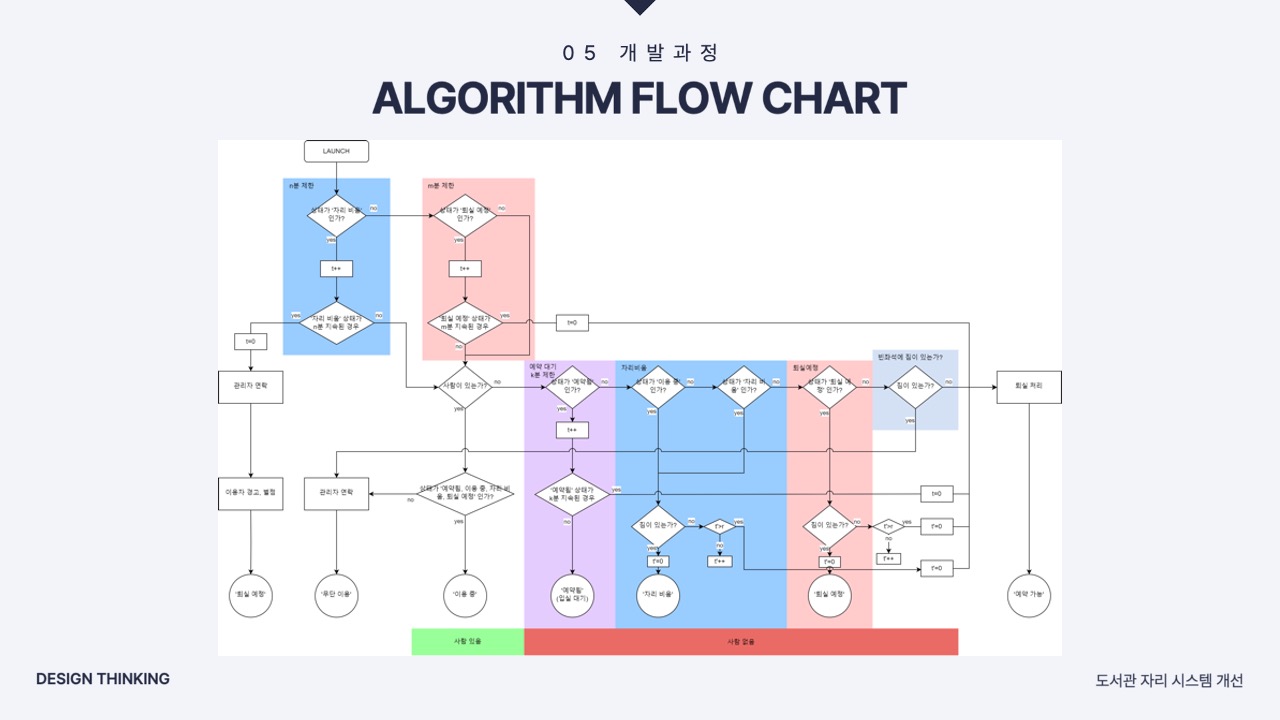 05 개발과정
ALGORITHM FLOW CHART
LAUNCH
n분 제한
상태가 '자리 비움'
인가?
no
yes
t++
'자리 비움' 상태가
n분 지속된 경우
yes
no
t=0
관리자 연락
이용자 경고, 벌점
'퇴실 예정'
m분 제한
상태가 '퇴실 예정'
인가?
no
yes
t++
'퇴실 예정' 상태가
m분 지속된 경우
yes
no
t=0
사람이 있는가?
no
yes
상태가 '예약됨, 이용 중, 자리 비
움, 퇴실 예정' 인가?
no
yes
관리자 연락
'무단 이용'
'이용 중'
예약 대기
k분 제한
상태가 '예약됨'
인가?
no
yes
t++
'예약됨' 상태가
k분 지속된 경우
yes
no
'예약됨'
(입실 대기)
자리비움
상태가 '이용 중'
인가?
no
yes
상태가 '자리 비
움' 인가?
no
yes
짐이 있는가?
no
yes
t'>r
yes
no
t'=0
t'++
'자리 비움'
퇴실예정
상태가 '퇴실 예
정' 인가?
no
yes
짐이 있는가?
no
yes
t'>r
yes
no
t'=0
t'++
'퇴실 예정'
빈좌석에 짐이 있는가?
짐이 있는가?
no
yes
t=0
t'=0
t'=0
퇴실 처리
'예약 가능'
사람 있음
사람 없음
DESIGN THINKING
도서관 자리 시스템 개선